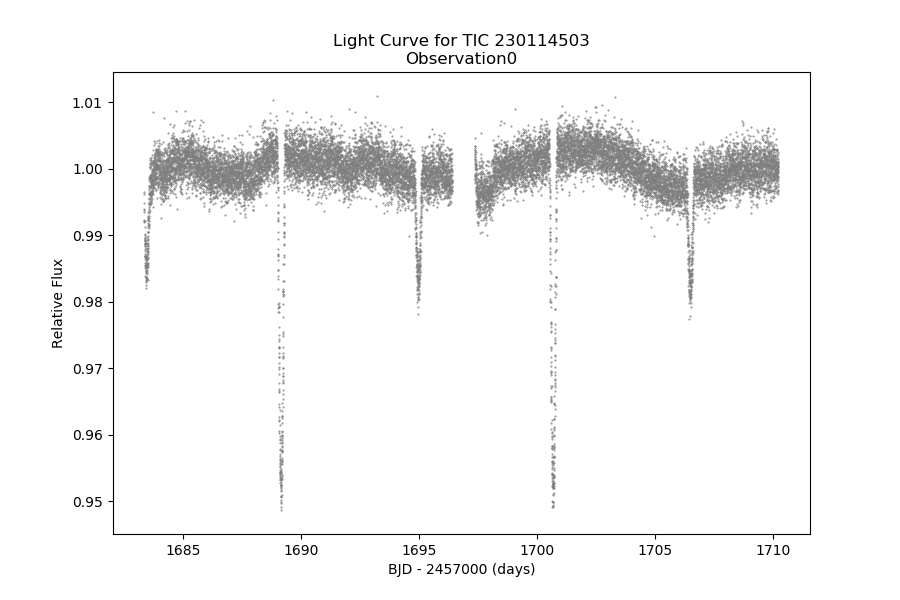 Light Curve for TIC 230114503
Observation0
1.01
1.00
0.99
0.98
0.97
0.96
0.95
Relative Flux
1685 1690 1695 1700 1705 1710
BJD - 2457000 (days)